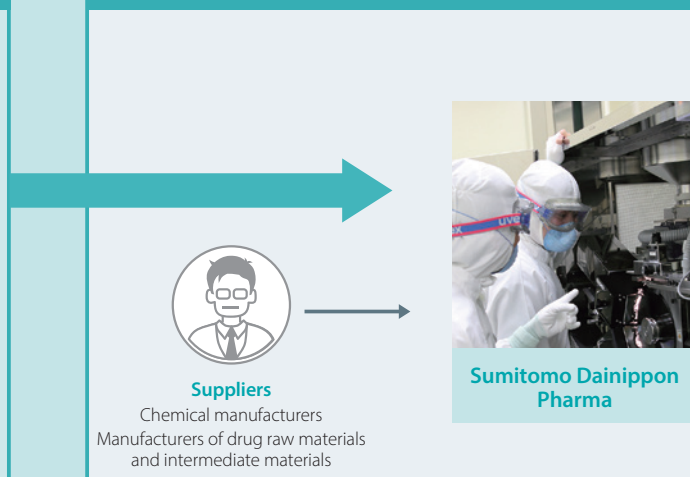 uvex
Suppliers
Chemical manufacturers
Manufacturers of drug raw materials
and intermediate materials
Sumitomo Dainippon
Pharma